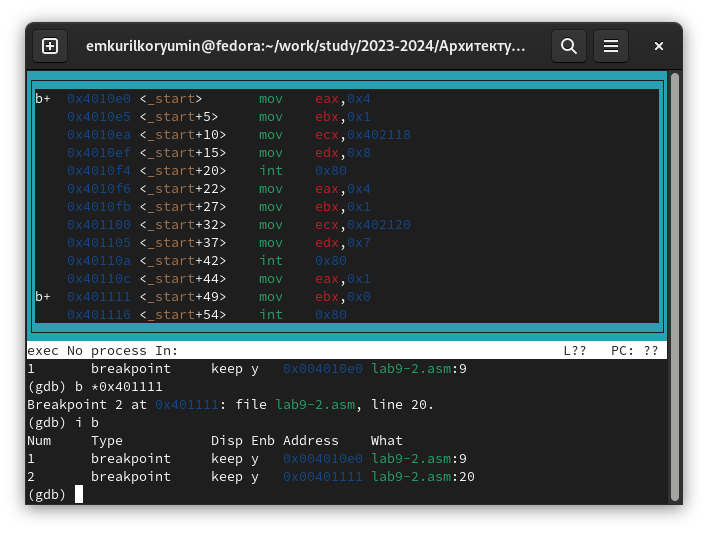 emkurilkoryumin@fedora:~/work/study/2023-2024/Архитекту...
b+ 0x4010e0 <_start> mov eax,0x4
0x4010e5 <_start+5> mov ebx,0x1
0x4010ea <_start+10> mov ecx,0x402118
0x4010ef <_start+15> mov edx,0x8
0x4010f4 <_start+20> int 0x80
0x4010f6 <_start+22> mov eax,0x4
0x4010fb <_start+27> mov ebx,0x1
0x401100 <_start+32> mov ecx,0x402120
0x401105 <_start+37> mov edx,0x7
0x40110a <_start+42> int 0x80
0x40110c <_start+44> mov eax,0x1
b+ 0x401111 <_start+49> mov ebx,0x0
0x401116 <_start+54> int 0x80
exec No process In: L?? PC: ??
1 breakpoint keep y 0x004010e0 lab9-2.asm:9
(gdb) b *0x401111
Breakpoint 2 at 0x401111: file lab9-2.asm, line 20.
(gdb) i b
Num Type Disp Enb Address What
1 breakpoint keep y 0x004010e0 lab9-2.asm:9
2 breakpoint keep y 0x00401111 lab9-2.asm:20
(gdb)